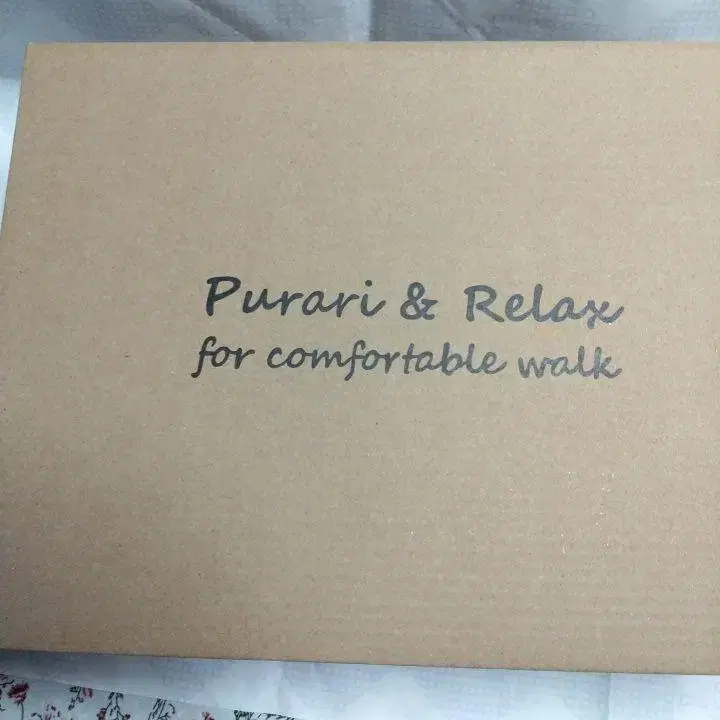 Purari & Relax
for comfortable walk